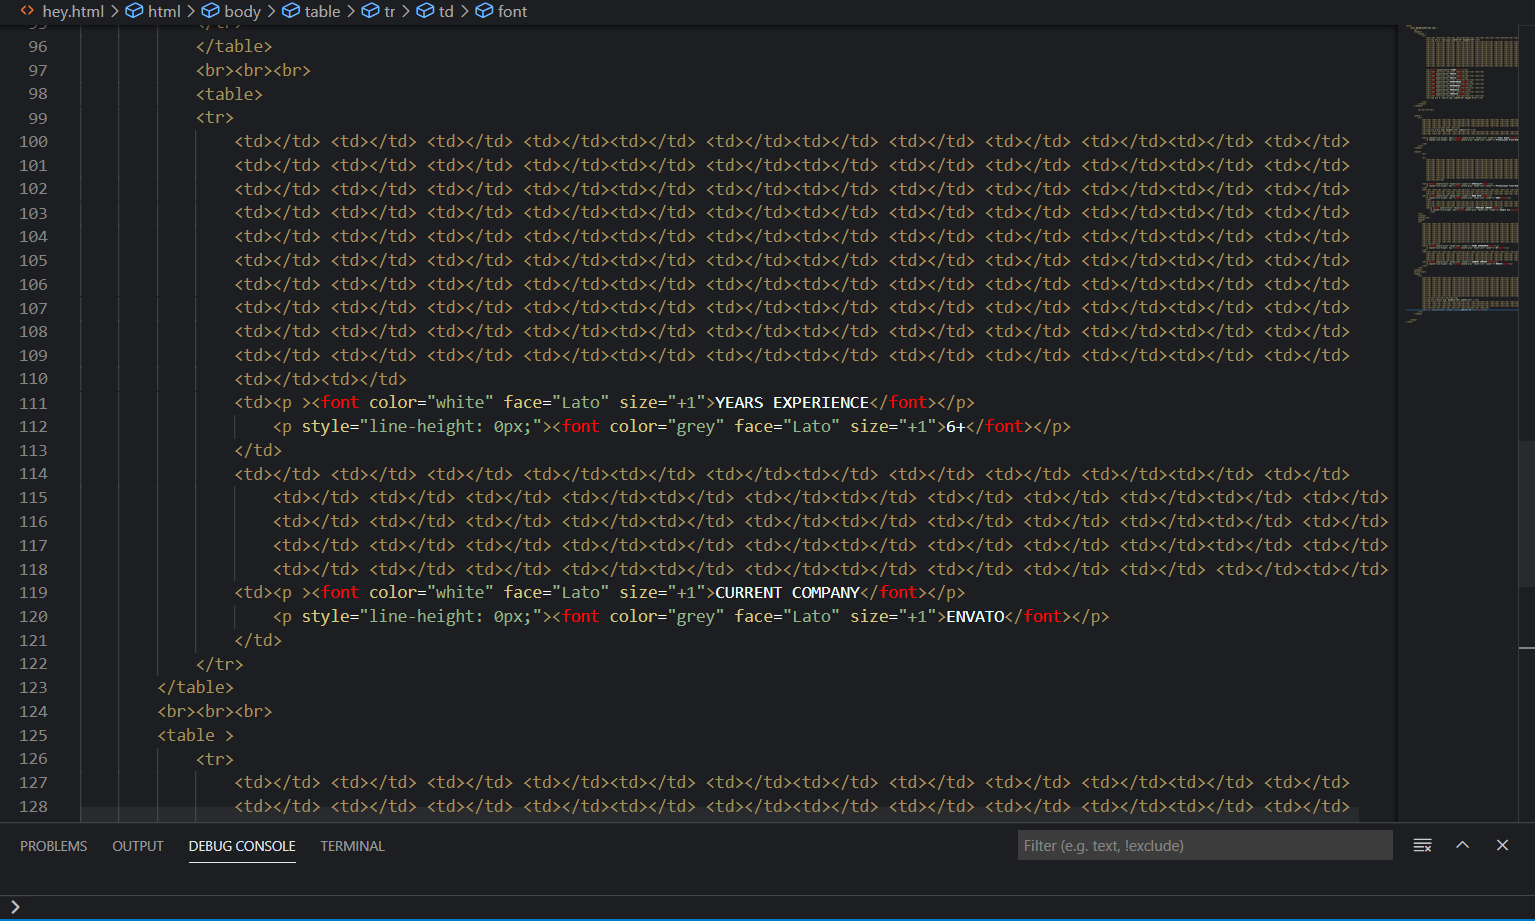 hey.html > html > body > table > tr > td > font
96 </table>
97 <br><br><br>
98 <table>
99 <tr>
100 <td></td> <td></td> <td></td> <td></td><td></td> <td></td><td></td> <td></td> <td></td> <td></td><td></td> <td></td>
101 <td></td> <td></td> <td></td> <td></td><td></td> <td></td><td></td> <td></td> <td></td> <td></td><td></td> <td></td>
102 <td></td> <td></td> <td></td> <td></td><td></td> <td></td><td></td> <td></td> <td></td> <td></td><td></td> <td></td>
103 <td></td> <td></td> <td></td> <td></td><td></td> <td></td><td></td> <td></td> <td></td> <td></td><td></td> <td></td>
104 <td></td> <td></td> <td></td> <td></td><td></td> <td></td><td></td> <td></td> <td></td> <td></td><td></td> <td></td>
105 <td></td> <td></td> <td></td> <td></td><td></td> <td></td><td></td> <td></td> <td></td> <td></td><td></td> <td></td>
106 <td></td> <td></td> <td></td> <td></td><td></td> <td></td><td></td> <td></td> <td></td> <td></td><td></td> <td></td>
107 <td></td> <td></td> <td></td> <td></td><td></td> <td></td><td></td> <td></td> <td></td> <td></td><td></td> <td></td>
108 <td></td> <td></td> <td></td> <td></td><td></td> <td></td><td></td> <td></td> <td></td> <td></td><td></td> <td></td>
109 <td></td> <td></td> <td></td> <td></td><td></td> <td></td><td></td> <td></td> <td></td> <td></td><td></td> <td></td>
110 <td></td><td></td>
111 <td><p ><font color="white" face="Lato" size="+1">YEARS EXPERIENCE</font></p>
112 <p style="line-height: 0px;"><font color="grey" face="Lato" size="+1">6+</font></p>
113 </td>
114 <td></td> <td></td> <td></td> <td></td><td></td> <td></td><td></td> <td></td> <td></td> <td></td><td></td> <td></td>
115 <td></td> <td></td> <td></td> <td></td><td></td> <td></td><td></td> <td></td> <td></td> <td></td><td></td> <td></td>
116 <td></td> <td></td> <td></td> <td></td><td></td> <td></td><td></td> <td></td> <td></td> <td></td><td></td> <td></td>
117 <td></td> <td></td> <td></td> <td></td><td></td> <td></td><td></td> <td></td> <td></td> <td></td><td></td> <td></td>
118 <td></td> <td></td> <td></td> <td></td><td></td> <td></td><td></td> <td></td> <td></td> <td></td> <td></td><td></td>
119 <td><p ><font color="white" face="Lato" size="+1">CURRENT COMPANY</font></p>
120 <p style="line-height: 0px;"><font color="grey" face="Lato" size="+1">ENVATO</font></p>
121 </td>
122 </tr>
123 </table>
124 <br><br><br>
125 <table >
126 <tr>
127 <td></td> <td></td> <td></td> <td></td><td></td> <td></td><td></td> <td></td> <td></td> <td></td><td></td> <td></td>
128 <td></td> <td></td> <td></td> <td></td><td></td> <td></td><td></td> <td></td> <td></td> <td></td><td></td> <td></td>
PROBLEMS OUTPUT DEBUG CONSOLE TERMINAL Filter (e.g. text, !exclude)